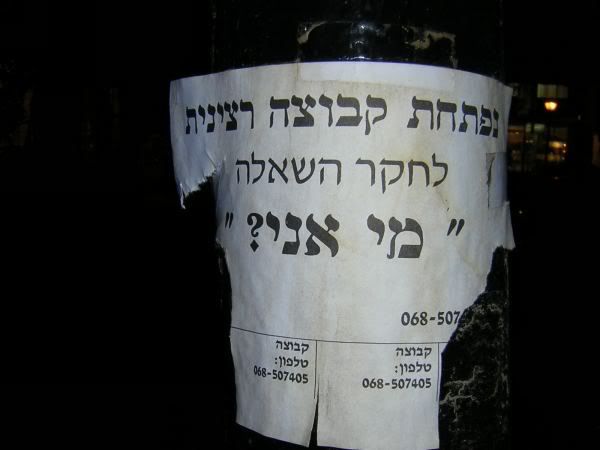 נפתחת קבוצה רצינית
לחקר השאלה
" מי אני? "
068-507
קבוצה
טלפון:
068-507405
קבוצה
טלפון:
068-507405